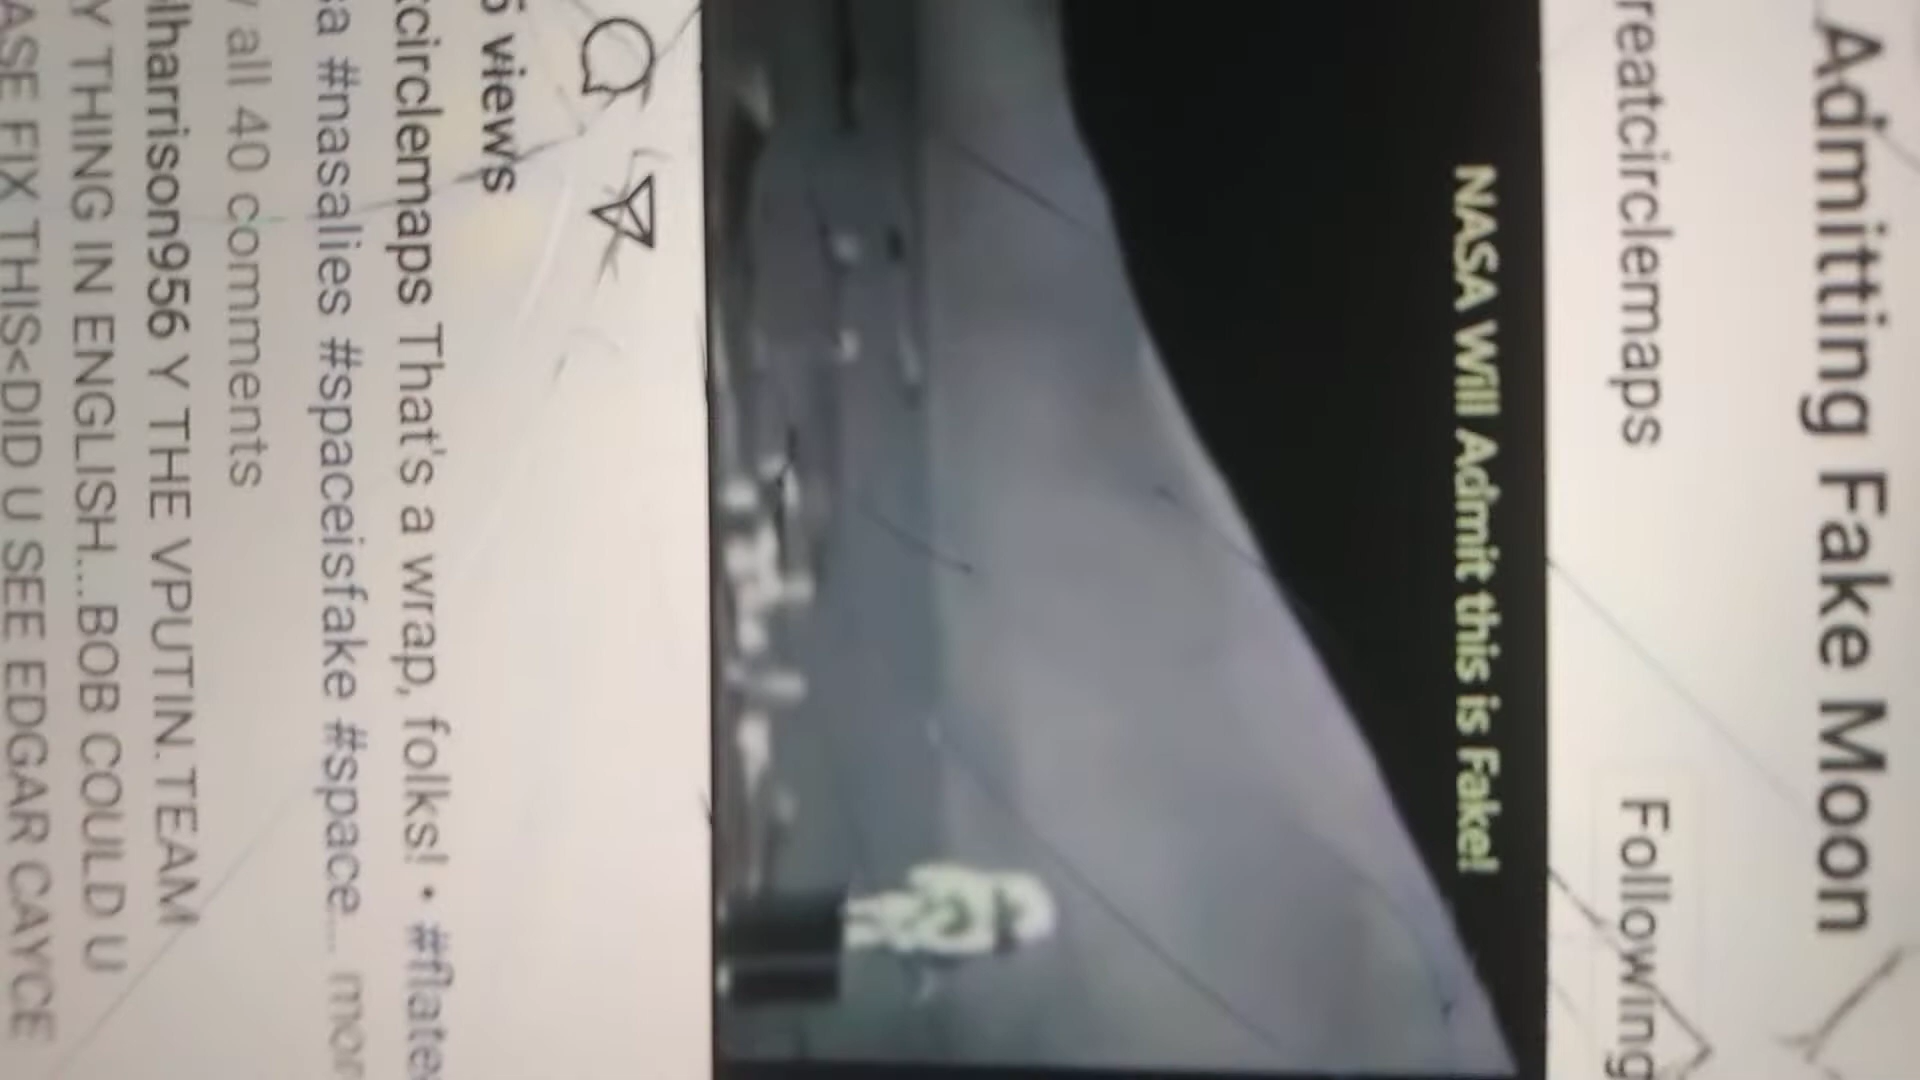 Admitting Fake Moon
reatcirclemaps
Following
NASA Will Admit this is Fake!
views
tcirclemaps That's a wrap, folks! • #flate
a #nasalies #spaceisfake #space... mor
all 40 comments
lharrison956 Y THE VPUTIN.TEAM
Y THING IN ENGLISH...BOB COULD U
ASE FIX THIS<DID U SEE EDGAR CAYCE